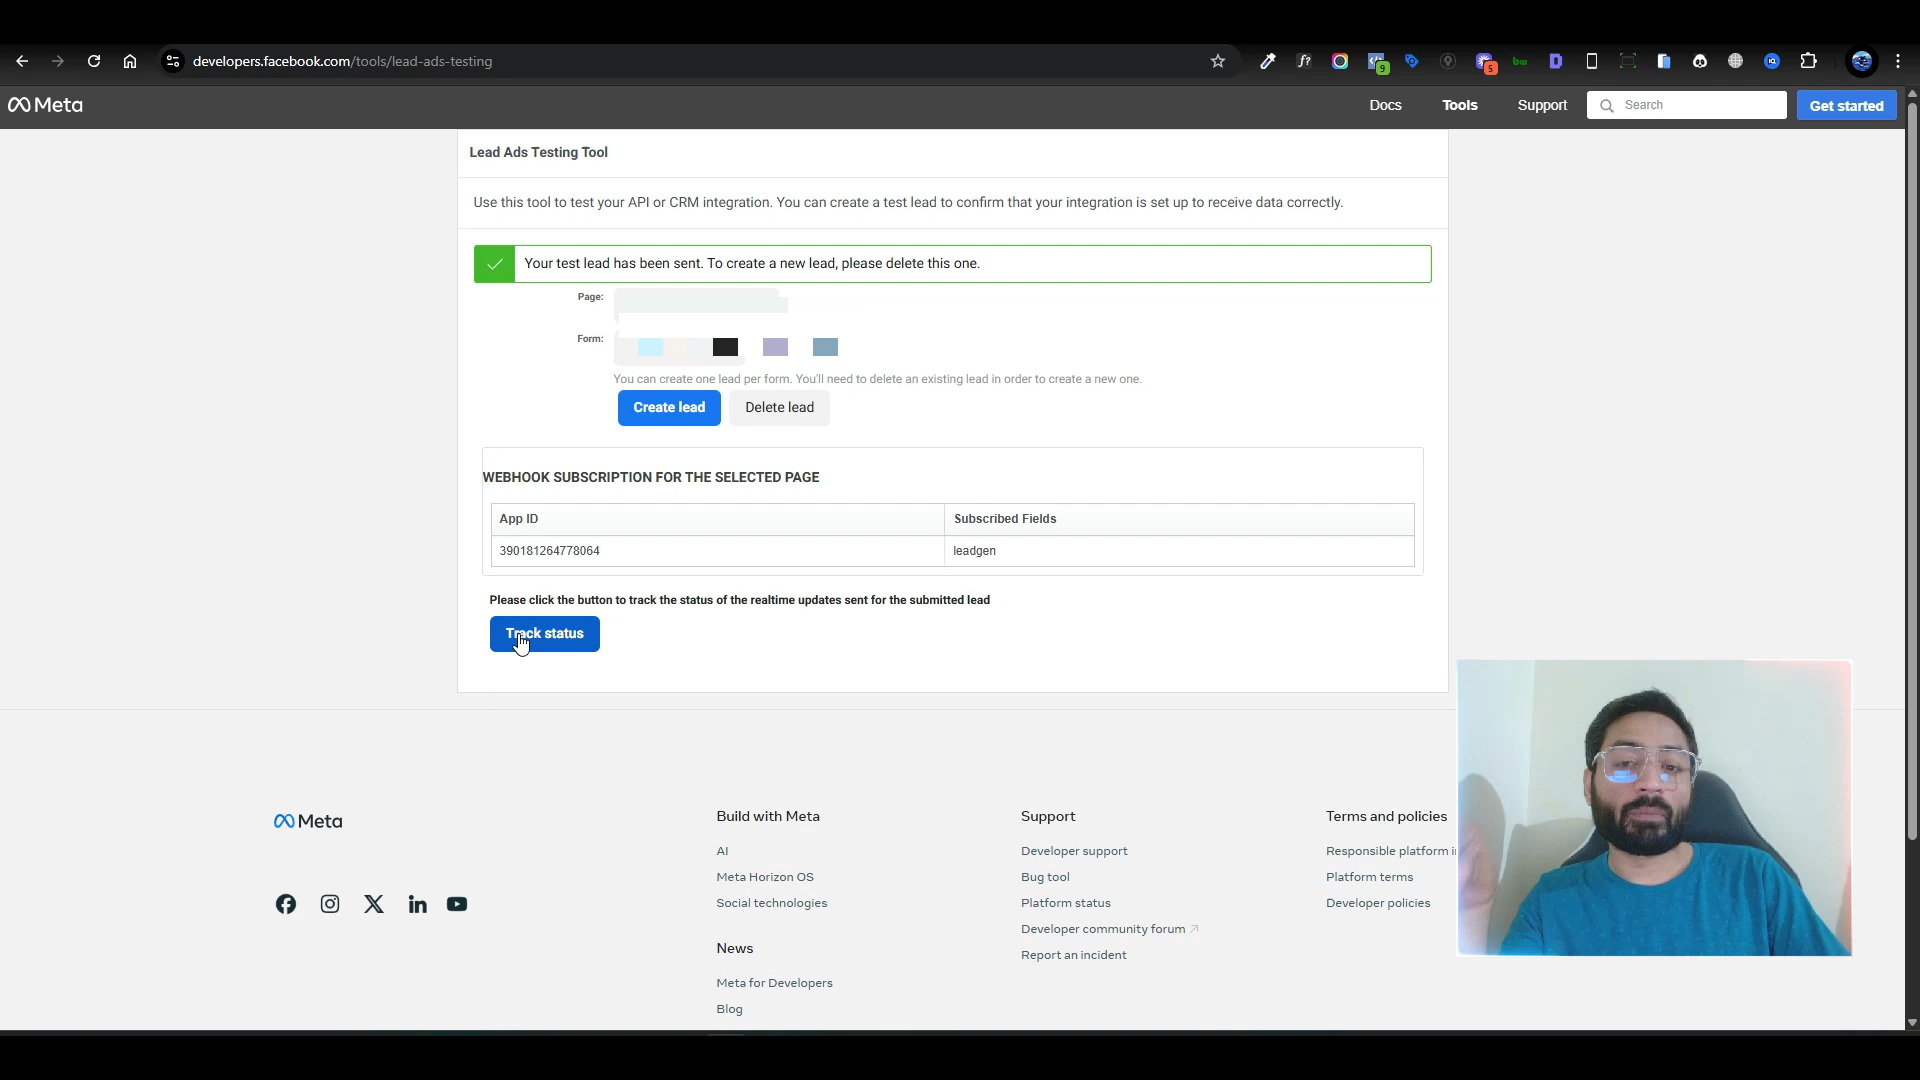 developers.facebook.com/tools/lead-ads-testing
9
5
bw
Meta
Docs
Tools
Support
Search
Get started
Lead Ads Testing Tool
Use this tool to test your API or CRM integration. You can create a test lead to confirm that your integration is set up to receive data correctly.
Your test lead has been sent. To create a new lead, please delete this one.
Page:
Form:
You can create one lead per form. You'll need to delete an existing lead in order to create a new one.
Create lead
Delete lead
WEBHOOK SUBSCRIPTION FOR THE SELECTED PAGE
App ID
Subscribed Fields
390181264778064
leadgen
Please click the button to track the status of the realtime updates sent for the submitted lead
Track status
Meta
Build with Meta
AI
Meta Horizon OS
Social technologies
News
Meta for Developers
Blog
Support
Developer support
Bug tool
Platform status
Developer community forum
Report an incident
Terms and policies
Responsible platform
Platform terms
Developer policies